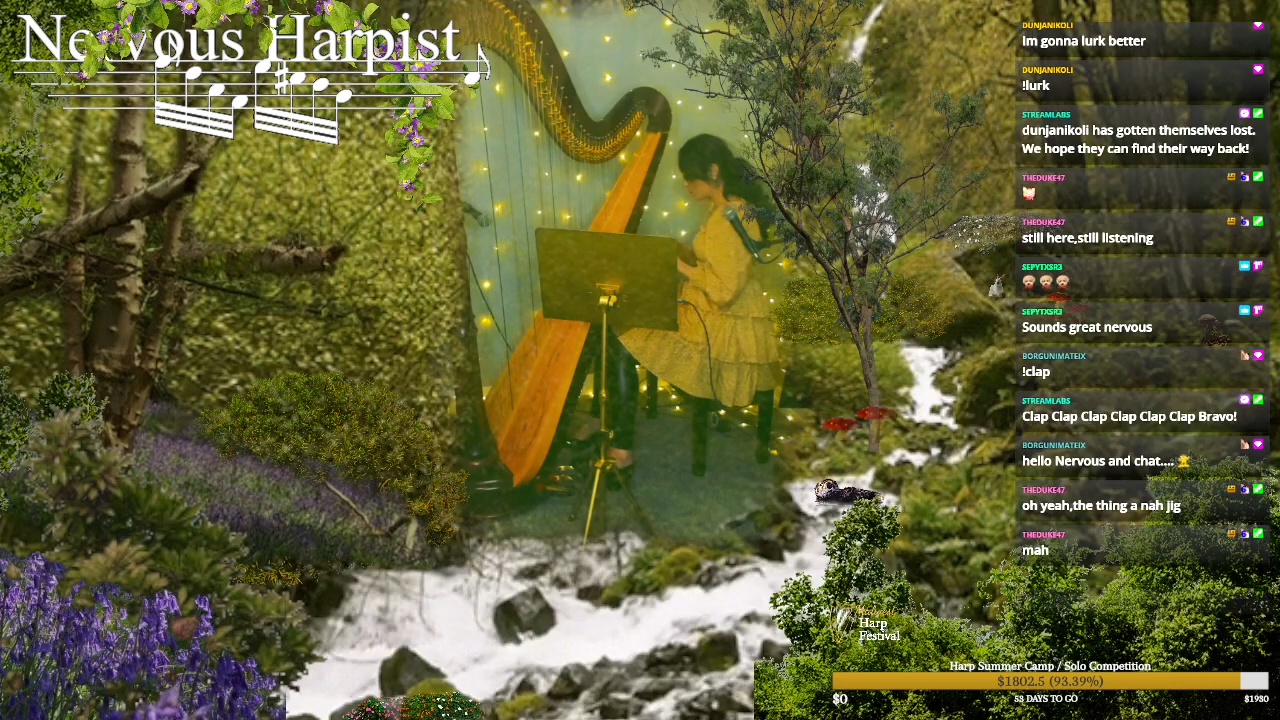 Nervous Harpist
DUNJANIKOLI
Im gonna lurk better
DUNJANIKOLI
!lurk
STREAMLABS
dunjanikoli has gotten themselves lost.
We hope they can find their way back!
THEDUKE47
THEDUKE47
still here,still listening
SEPYTXSR3
SEPYTXSR3
Sounds great nervous
BORGUNIMATEIX
!clap
STREAMLABS
Clap Clap Clap Clap Clap Clap Bravo!
BORGUNIMATEIX
hello Nervous and chat....
THEDUKE47
oh yeah,the thing a nah jig
THEDUKE47
mah
Harp
Festival
Harp Summer Camp / Solo Competition
$1802.5 (93.39%)
$0
53 DAYS TO GO
$1930